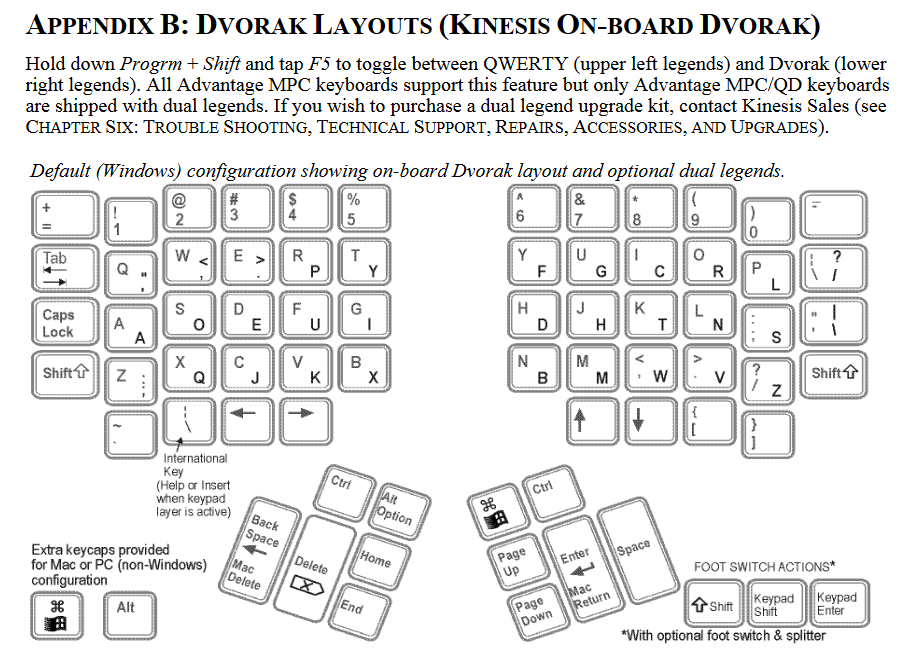 APPENDIX B: DVORAK LAYOUTS (KINESIS ON-BOARD DVORAK)
Hold down Progrm + Shift and tap F5 to toggle between QWERTY (upper left legends) and Dvorak (lower
right legends). All Advantage MPC keyboards support this feature but only Advantage MPC/QD keyboards
are shipped with dual legends. If you wish to purchase a dual legend upgrade kit, contact Kinesis Sales (see
CHAPTER SIX: TROUBLE SHOOTING, TECHNICAL SUPPORT, REPAIRS, ACCESSORIES, AND UPGRADES).
Default (Windows) configuration showing on-board Dvorak layout and optional dual legends.
+ =
! 1
@ 2
# 3
$ 4
% 5
^ 6
& 7
* 8
( 9
) 0
Tab
Q " ,
W < ,
E > .
R P
T Y
Y F
U G
I C
O R
P L
¦ \ ? /
Caps Lock
A A
S O
D E
F U
G I
H D
J H
K T
L N
: ; S
" ' | \
Shift
Z : ;
X Q
C J
V K
B X
N B
M M
< , W
> . V
? / Z
Shift
~ `
¦ \
{ [
} ]
International
Key
(Help or Insert
when keypad
layer is active)
Ctrl
Alt Option
Back Space
Mac Delete
Delete
Home
End
Ctrl
Page Up
Page Down
Enter
Mac Return
Space
Extra keycaps provided
for Mac or PC (non-Windows)
configuration
⌘
Alt
FOOT SWITCH ACTIONS*
Shift
Keypad Shift
Keypad Enter
*With optional foot switch & splitter